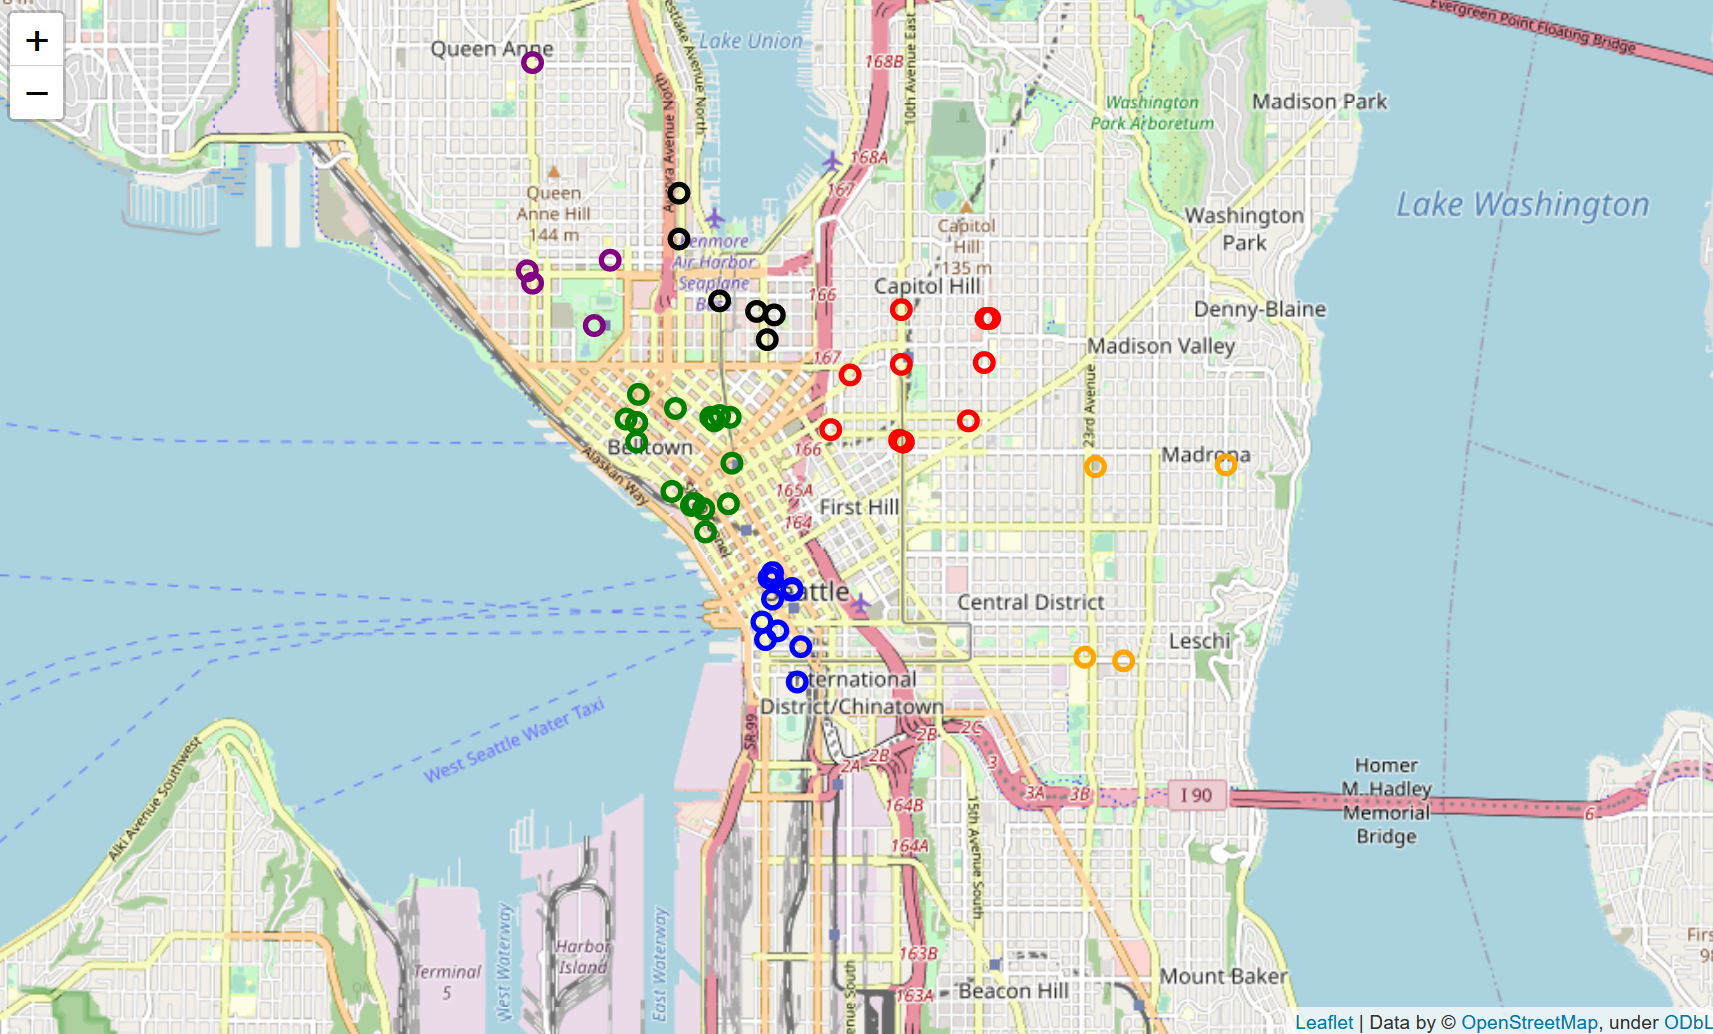 +
−
Queen Anne
Lake Union
Westlake Avenue North
Aurora Avenue North
168B
10th Avenue East
Evergreen Point Floating Bridge
Madison Park
Washington
Park Arboretum
168A
167
Queen
Anne Hill
144 m
Kenmore
Air Harbor
Seaplane
Capitol
Hill
135 m
Washington
Park
Lake Washington
Capitol Hill
166
Denny-Blaine
Madison Valley
167
23rd Avenue
Belltown
Alaskan Way
166
Madrona
165A
First Hill
164
Seattle
Central District
Leschi
International
District/Chinatown
West Seattle Water Taxi
SR 99
2C
2B
2B
2A
3
3A
3B
I 90
Homer
M. Hadley
Memorial
Bridge
6
Alki Avenue Southwest
164B
15th Avenue South
164A
West Waterway
East Waterway
Harbor
Island
Terminal
5
163B
163A
enue South
Beacon Hill
Mount Baker
Firs
98
Leaflet | Data by © OpenStreetMap, under ODbL